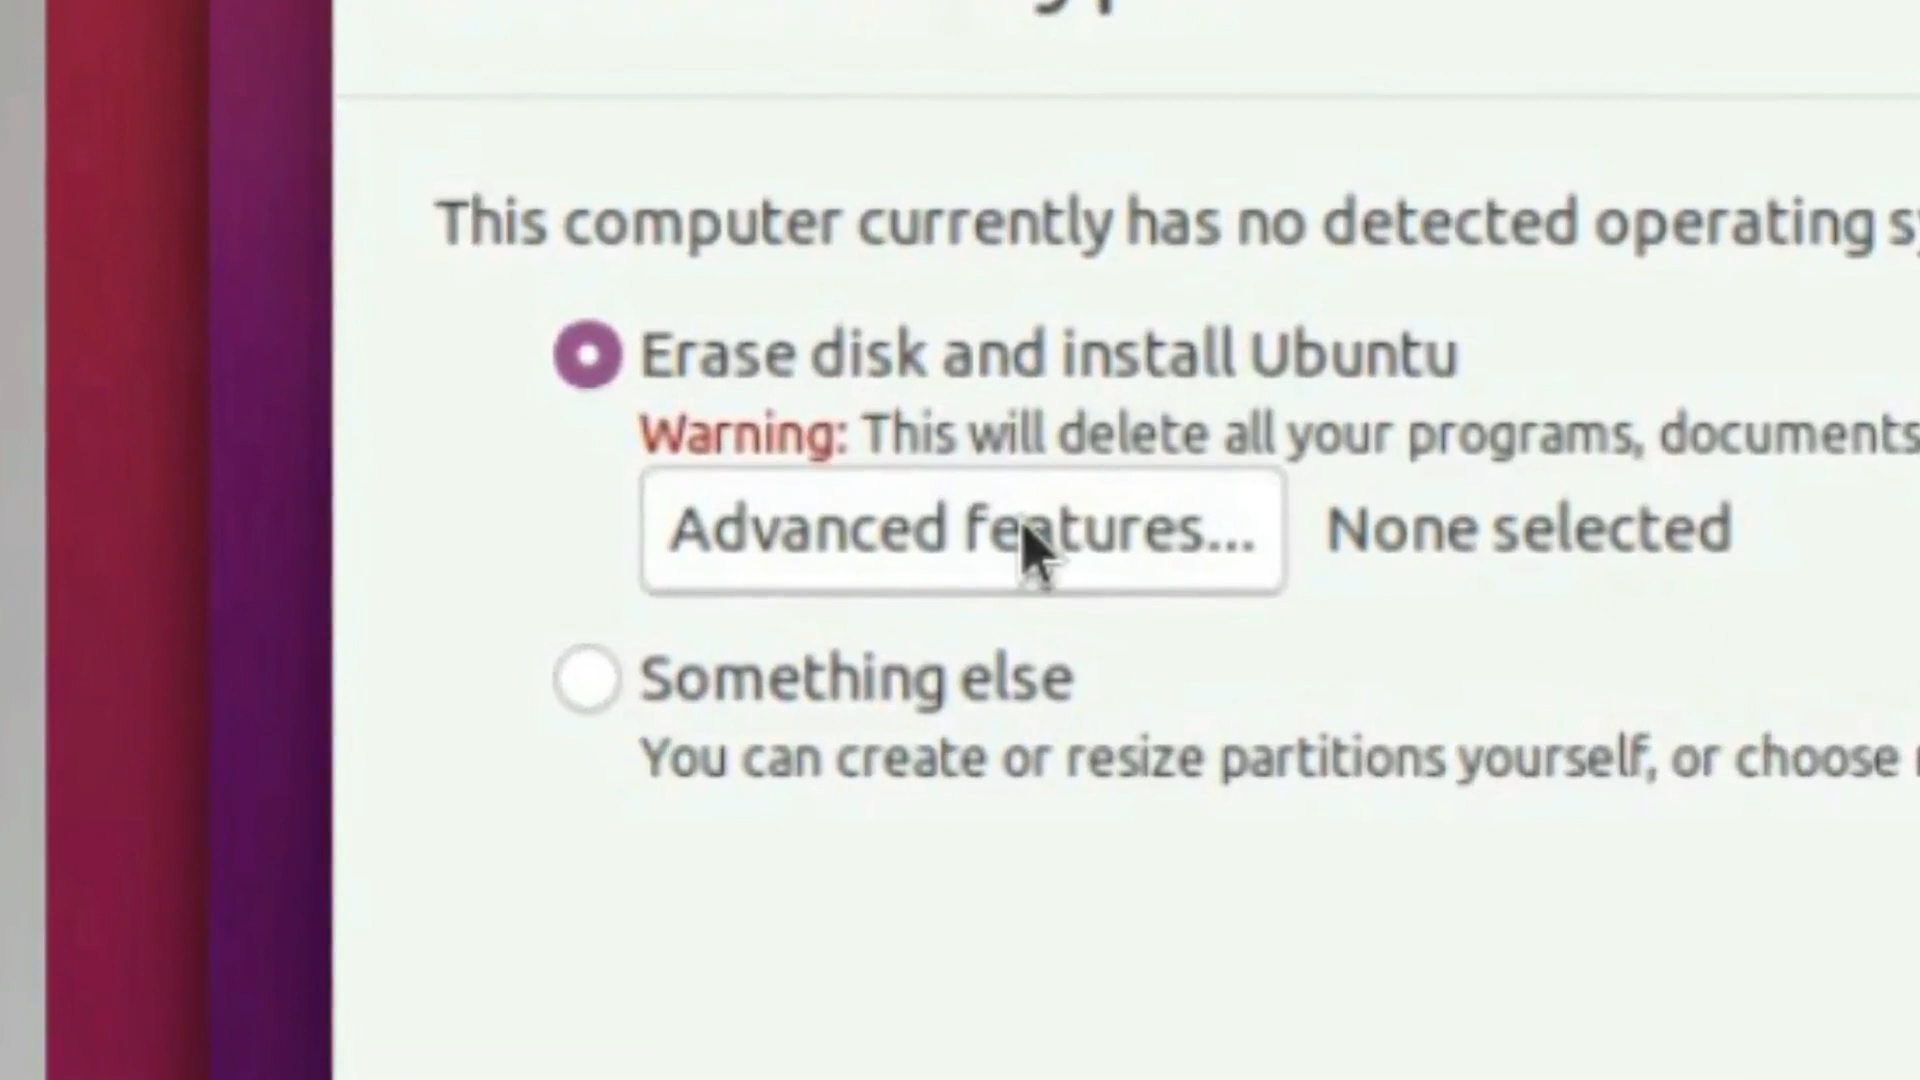 This computer currently has no detected operating
Erase disk and install Ubuntu
Warning: This will delete all your programs, documents
Advanced features...
None selected
Something else
You can create or resize partitions yourself, or choose